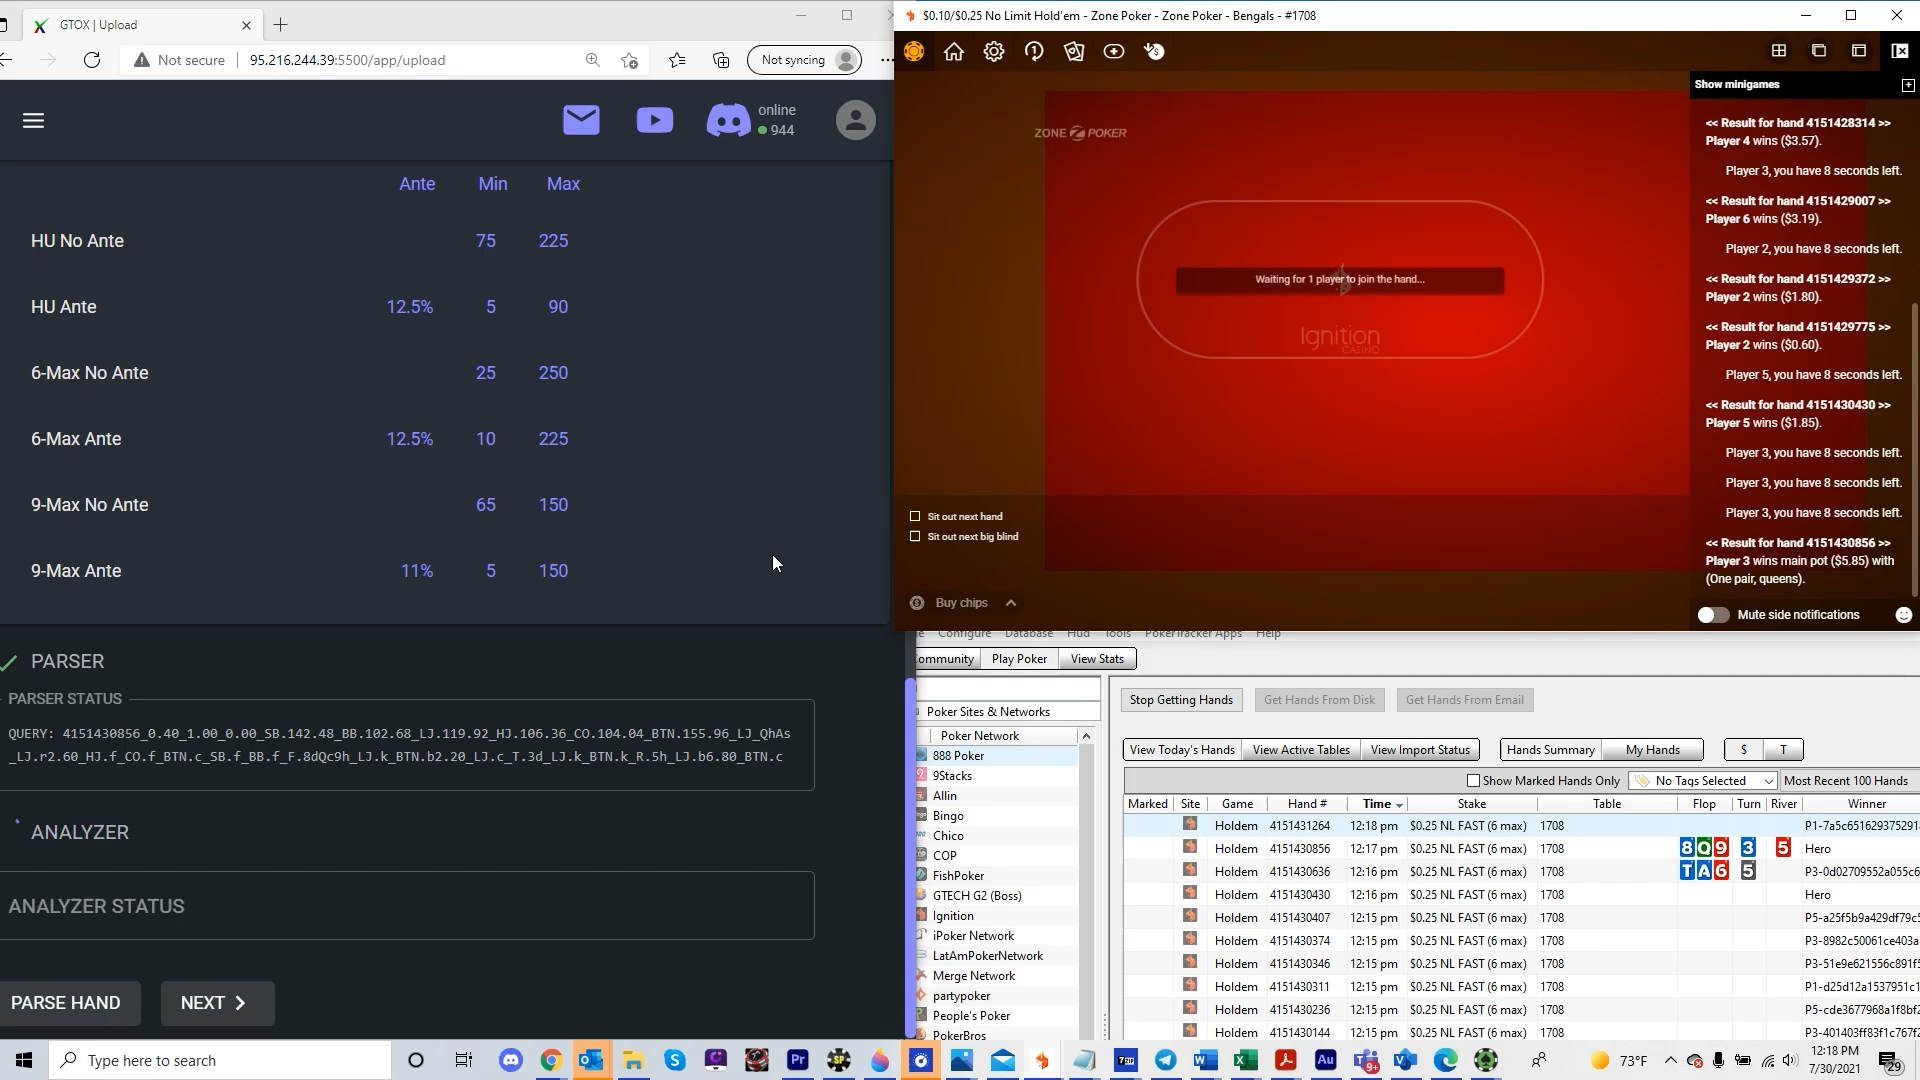 GTOX | Upload
Not secure
95.216.244.39:5500/app/upload
Not syncing
online
944
Ante Min Max
HU No Ante 75 225
HU Ante 12.5% 5 90
6-Max No Ante 25 250
6-Max Ante 12.5% 10 225
9-Max No Ante 65 150
9-Max Ante 11% 5 150
PARSER
PARSER STATUS
QUERY: 4151430856_0.40_1.00_0.00_SB.142.48_BB.102.68_LJ.119.92_HJ.106.36_CO.104.04_BTN.155.96_LJ_QhAs
_LJ.r2.60_HJ.f_CO.f_BTN.c_SB.f_BB.f_F.8dQc9h_LJ.k_BTN.b2.20_LJ.c_T.3d_LJ.k_BTN.k_R.5h_LJ.b6.80_BTN.c
ANALYZER
ANALYZER STATUS
PARSE HAND
NEXT
$0.10/$0.25 No Limit Hold'em - Zone Poker - Zone Poker - Bengals - #1708
ZONE POKER
Waiting for 1 player to join the hand...
Ignition
CASINO
Sit out next hand
Sit out next big blind
Buy chips
Show minigames
<< Result for hand 4151428314 >>
Player 4 wins ($3.57).
Player 3, you have 8 seconds left.
<< Result for hand 4151429007 >>
Player 6 wins ($3.19).
Player 2, you have 8 seconds left.
<< Result for hand 4151429372 >>
Player 2 wins ($1.80).
<< Result for hand 4151429775 >>
Player 2 wins ($0.60).
Player 5, you have 8 seconds left.
<< Result for hand 4151430430 >>
Player 5 wins ($1.85).
Player 3, you have 8 seconds left.
Player 3, you have 8 seconds left.
Player 3, you have 8 seconds left.
<< Result for hand 4151430856 >>
Player 3 wins main pot ($5.85) with
(One pair, queens).
Mute side notifications
Configure Database Hud Tools PokerTracker Apps Help
ommunity Play Poker View Stats
Poker Sites & Networks
Poker Network
888 Poker
9Stacks
Allin
Bingo
Chico
COP
FishPoker
GTECH G2 (Boss)
Ignition
iPoker Network
LatAmPokerNetwork
Merge Network
partypoker
People's Poker
PokerBros
Stop Getting Hands Get Hands From Disk Get Hands From Email
View Today's Hands View Active Tables View Import Status Hands Summary My Hands $ T
Show Marked Hands Only No Tags Selected Most Recent 100 Hands
Marked Site Game Hand # Time Stake Table Flop Turn River Winner
Holdem 4151431264 12:18 pm $0.25 NL FAST (6 max) 1708 P1-7a5c651629375291
Holdem 4151430856 12:17 pm $0.25 NL FAST (6 max) 1708 8 Q 9 3 5 Hero
Holdem 4151430636 12:16 pm $0.25 NL FAST (6 max) 1708 T A 6 5 P3-0d02709552a055c6
Holdem 4151430430 12:16 pm $0.25 NL FAST (6 max) 1708 Hero
Holdem 4151430407 12:15 pm $0.25 NL FAST (6 max) 1708 P5-a25f5b9a429df79c
Holdem 4151430374 12:15 pm $0.25 NL FAST (6 max) 1708 P3-8982c50061ce403a
Holdem 4151430346 12:15 pm $0.25 NL FAST (6 max) 1708 P3-51e9e621556c891f
Holdem 4151430311 12:15 pm $0.25 NL FAST (6 max) 1708 P1-d25d12a1537951c1
Holdem 4151430236 12:15 pm $0.25 NL FAST (6 max) 1708 P5-cde3677968a1f8bf
Holdem 4151430144 12:15 pm $0.25 NL FAST (6 max) 1708 P3-401403ff83f1c767f
Type here to search
73°F
12:18 PM
7/30/2021
29